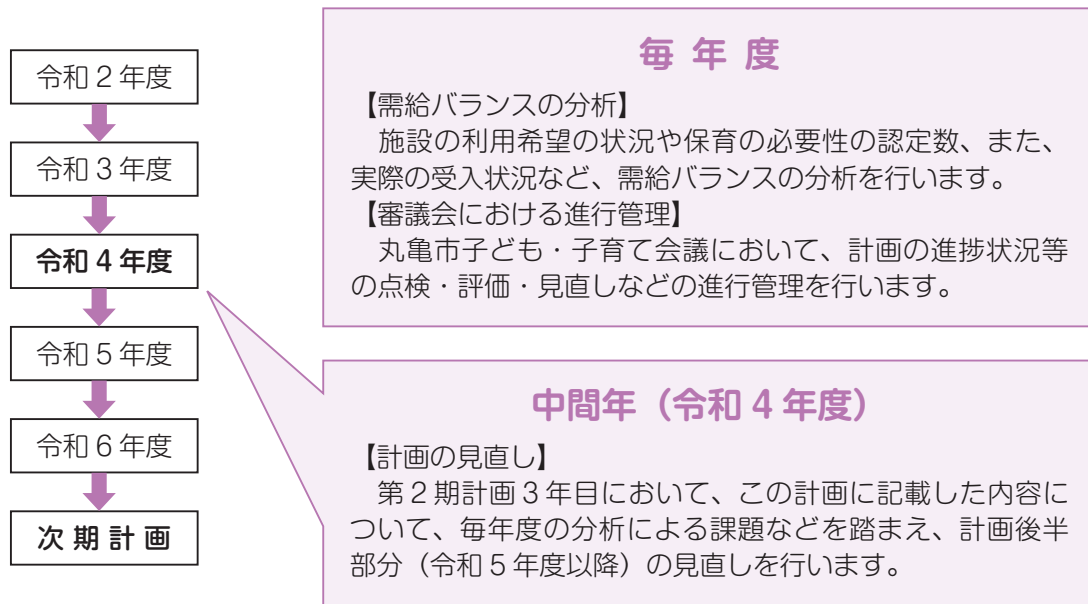 令和２年度
令和３年度
令和４年度
令和５年度
令和６年度
次期計画
毎年度
【需給バランスの分析】
　施設の利用希望の状況や保育の必要性の認定数、また、
実際の受入状況など、需給バランスの分析を行います。
【審議会における進行管理】
　丸亀市子ども・子育て会議において、計画の進捗状況等
の点検・評価・見直しなどの進行管理を行います。
中間年（令和４年度）
【計画の見直し】
　第２期計画３年目において、この計画に記載した内容に
ついて、毎年度の分析による課題などを踏まえ、計画後半
部分（令和５年度以降）の見直しを行います。